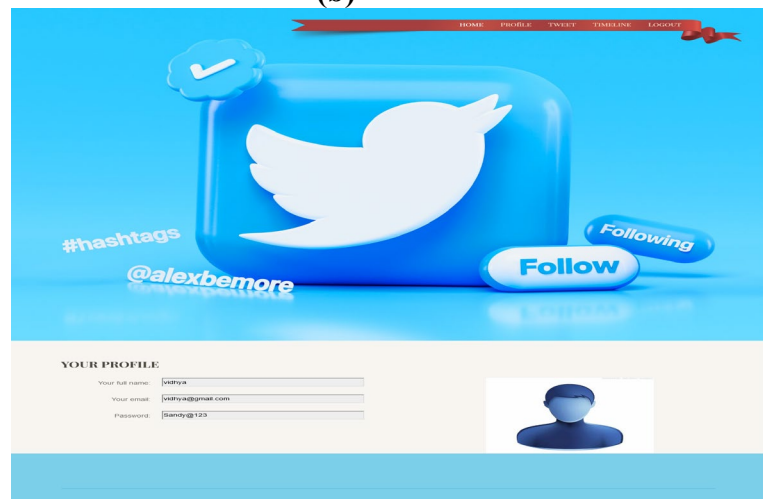 (b)
HOME PROFILE TWEET TIMELINE LOGOUT
#hashtags
@alexbemore
Following
Follow
YOUR PROFILE
Your full name: vidhya
Your email: vidhya@gmail.com
Password: Sandy@123